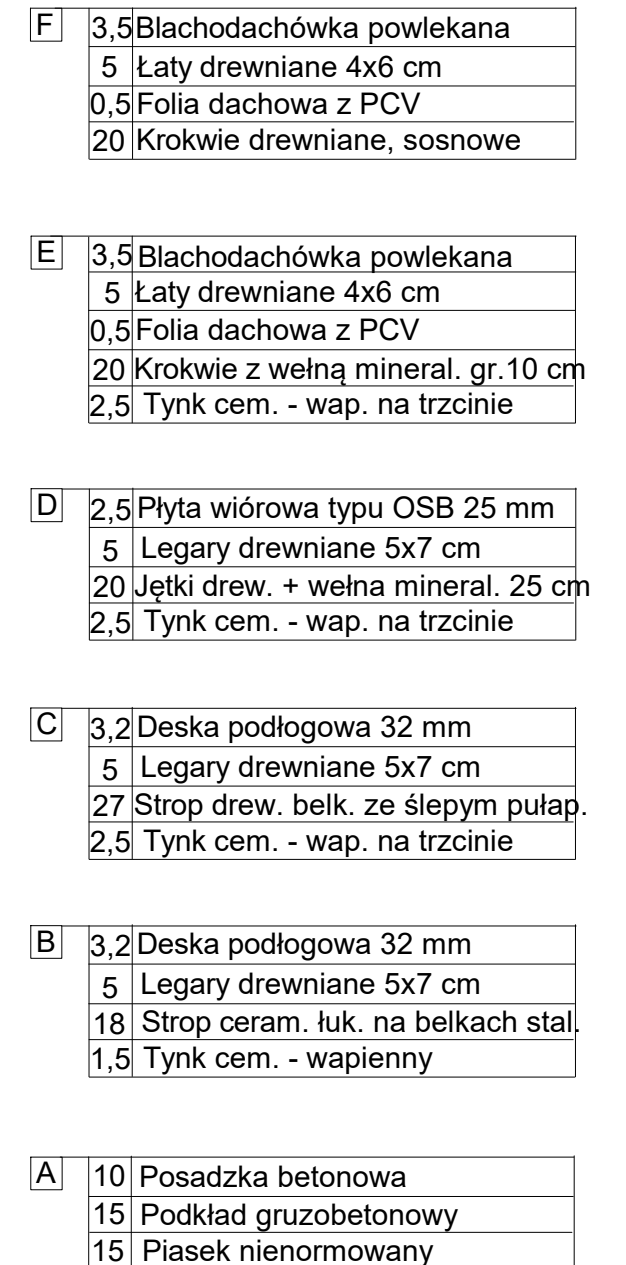 F 3,5 Blachodachówka powlekana
5 Łaty drewniane 4x6 cm
0,5 Folia dachowa z PCV
20 Krokwie drewniane, sosnowe
E 3,5 Blachodachówka powlekana
5 Łaty drewniane 4x6 cm
0,5 Folia dachowa z PCV
20 Krokwie z wełną mineral. gr.10 cm
2,5 Tynk cem. - wap. na trzcinie
D 2,5 Płyta wiórowa typu OSB 25 mm
5 Legary drewniane 5x7 cm
20 Jętki drew. + wełna mineral. 25 cm
2,5 Tynk cem. - wap. na trzcinie
C 3,2 Deska podłogowa 32 mm
5 Legary drewniane 5x7 cm
27 Strop drew. belk. ze ślepym pułap.
2,5 Tynk cem. - wap. na trzcinie
B 3,2 Deska podłogowa 32 mm
5 Legary drewniane 5x7 cm
18 Strop ceram. łuk. na belkach stal.
1,5 Tynk cem. - wapienny
A 10 Posadzka betonowa
15 Podkład gruzobetonowy
15 Piasek nienormowany